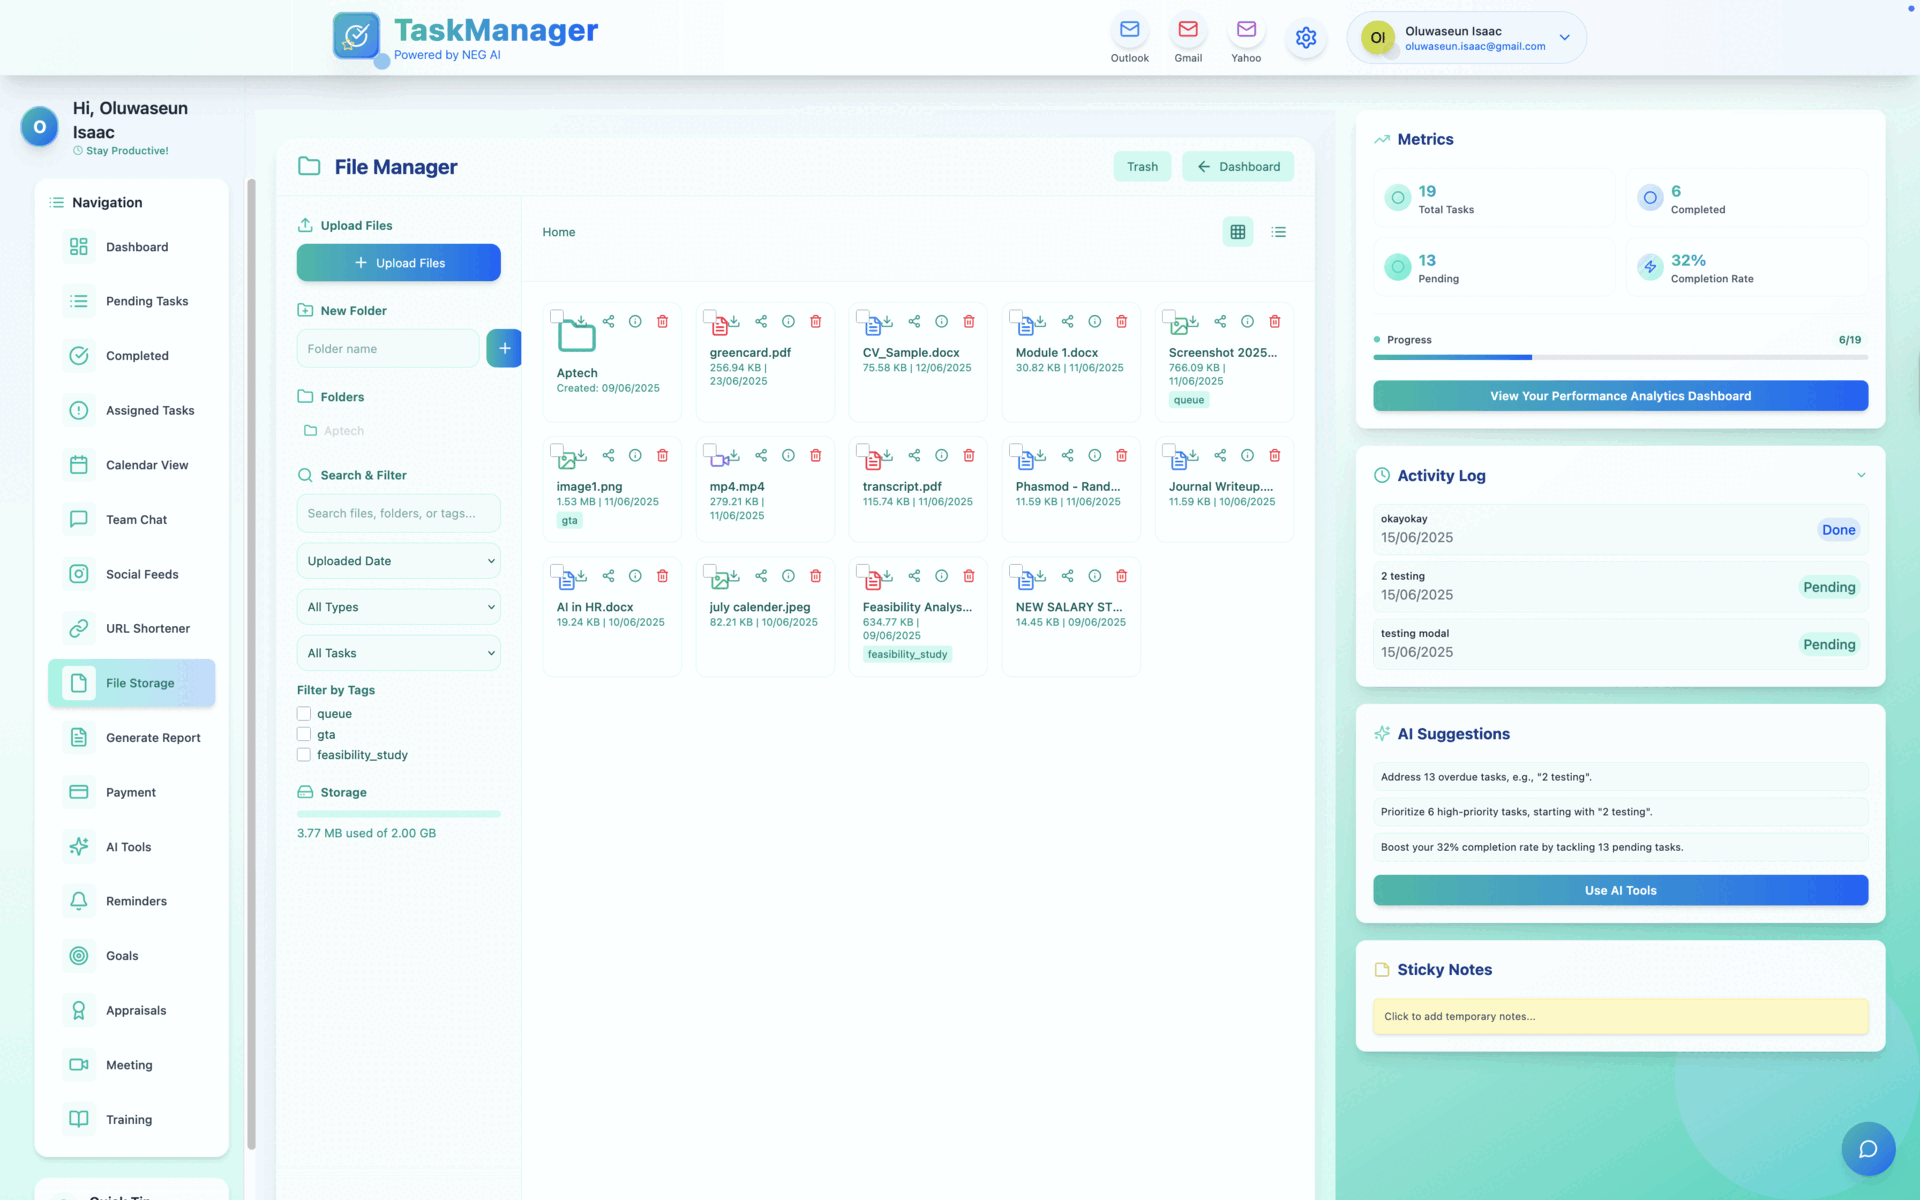 TaskManager
Powered by NEG AI
Outlook
Gmail
Yahoo
OI
Oluwaseun Isaac
oluwaseun.isaac@gmail.com
O
Hi, Oluwaseun
Isaac
Stay Productive!
Navigation
Dashboard
Pending Tasks
Completed
Assigned Tasks
Calendar View
Team Chat
Social Feeds
URL Shortener
File Storage
Generate Report
Payment
AI Tools
Reminders
Goals
Appraisals
Meeting
Training
File Manager
Trash
Dashboard
Upload Files
Upload Files
New Folder
Folder name
Folders
Aptech
Search & Filter
Search files, folders, or tags...
Uploaded Date
All Types
All Tasks
Filter by Tags
queue
gta
feasibility_study
Storage
3.77 MB used of 2.00 GB
Home
Aptech
Created: 09/06/2025
greencard.pdf
256.94 KB |
23/06/2025
CV_Sample.docx
75.58 KB | 12/06/2025
Module 1.docx
30.82 KB | 11/06/2025
Screenshot 2025...
766.09 KB |
11/06/2025
queue
image1.png
1.53 MB | 11/06/2025
gta
mp4.mp4
279.21 KB |
11/06/2025
transcript.pdf
115.74 KB | 11/06/2025
Phasmod - Rand...
11.59 KB | 11/06/2025
Journal Writeup....
11.59 KB | 10/06/2025
AI in HR.docx
19.24 KB | 10/06/2025
july calender.jpeg
82.21 KB | 10/06/2025
Feasibility Analys...
634.77 KB |
09/06/2025
feasibility_study
NEW SALARY ST...
14.45 KB | 09/06/2025
Metrics
19
Total Tasks
6
Completed
13
Pending
32%
Completion Rate
Progress
6/19
View Your Performance Analytics Dashboard
Activity Log
okayokay
15/06/2025
Done
2 testing
15/06/2025
Pending
testing modal
15/06/2025
Pending
AI Suggestions
Address 13 overdue tasks, e.g., "2 testing".
Prioritize 6 high-priority tasks, starting with "2 testing".
Boost your 32% completion rate by tackling 13 pending tasks.
Use AI Tools
Sticky Notes
Click to add temporary notes...